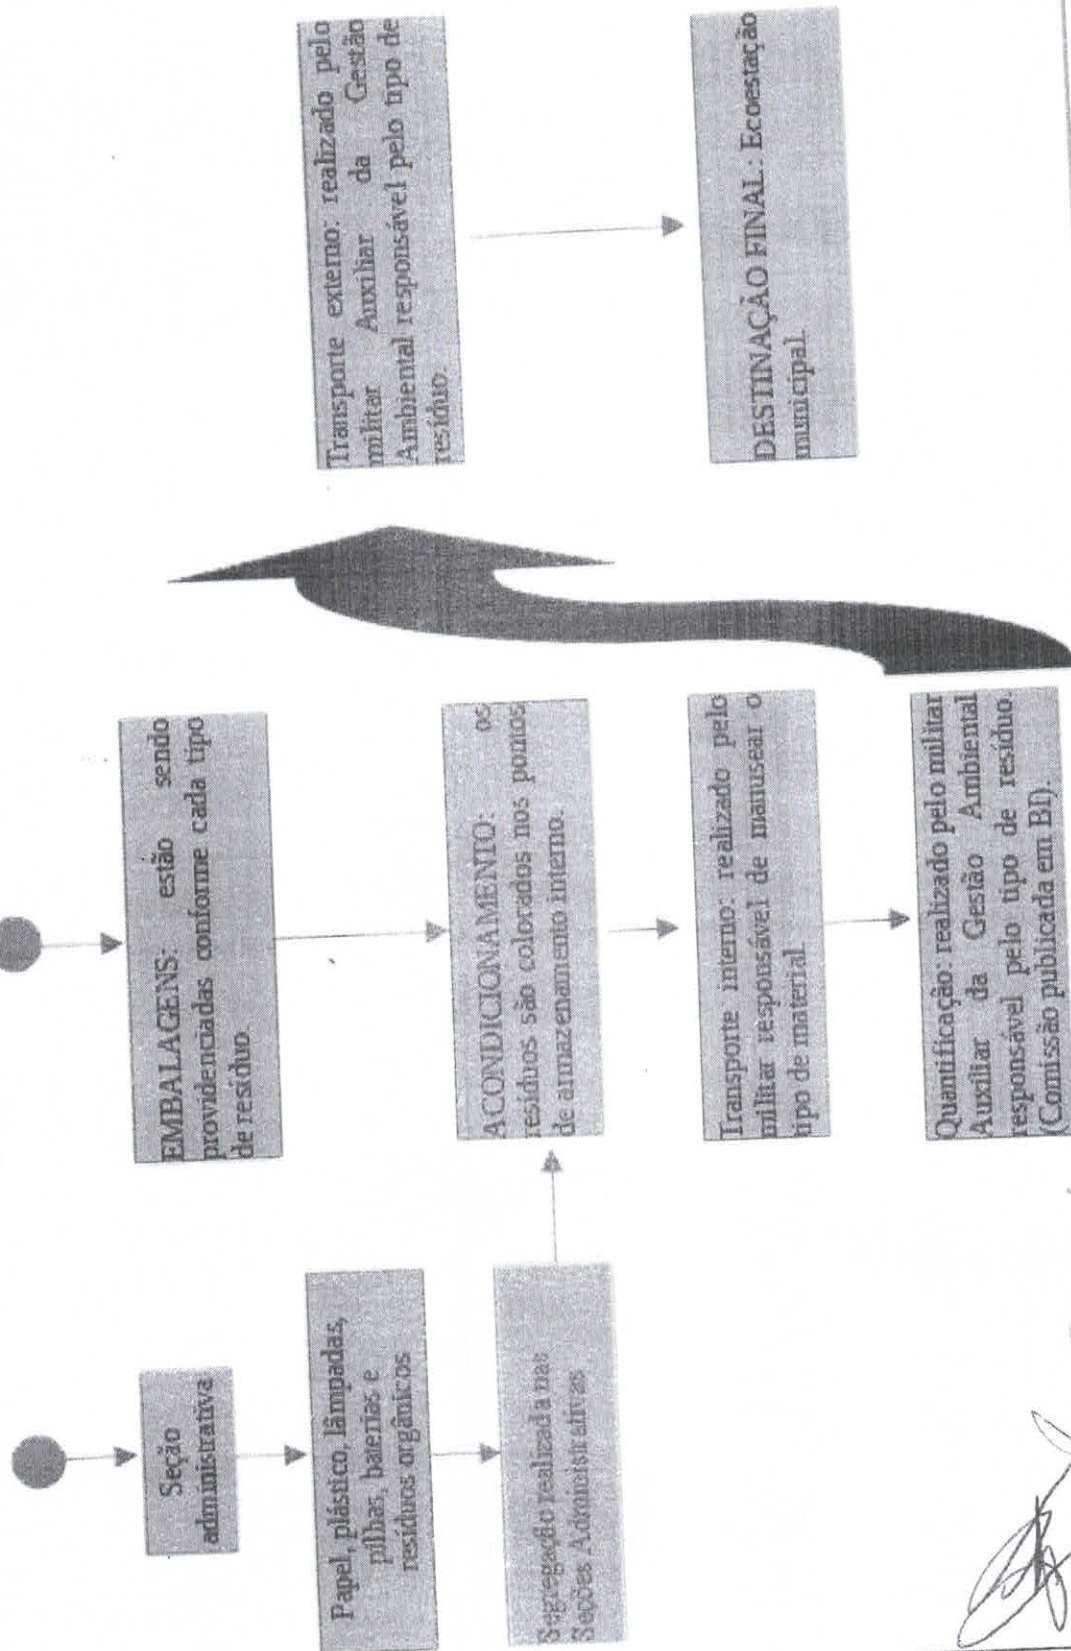 Seção
administrativa
Papel, plástico, lâmpadas,
pilhas, baterias e
resíduos orgânicos
Segregação realizada nas
Seções Administrativas
EMBALAGENS: estão sendo
providenciadas conforme cada tipo
de resíduo.
ACONDICIONAMENTO: os
resíduos são colorados nos pontos
de armazenamento interno.
Transporte interno: realizado pelo
militar responsável de manusear o
tipo de material
Quantificação: realizado pelo militar
Auxiliar da Gestão Ambiental
responsável pelo tipo de resíduo.
(Comissão publicada em BI).
Transporte externo: realizado pelo
militar Auxiliar da Gestão
Ambiental responsável pelo tipo de
resíduo.
DESTINAÇÃO FINAL: Ecoestação
municipal.